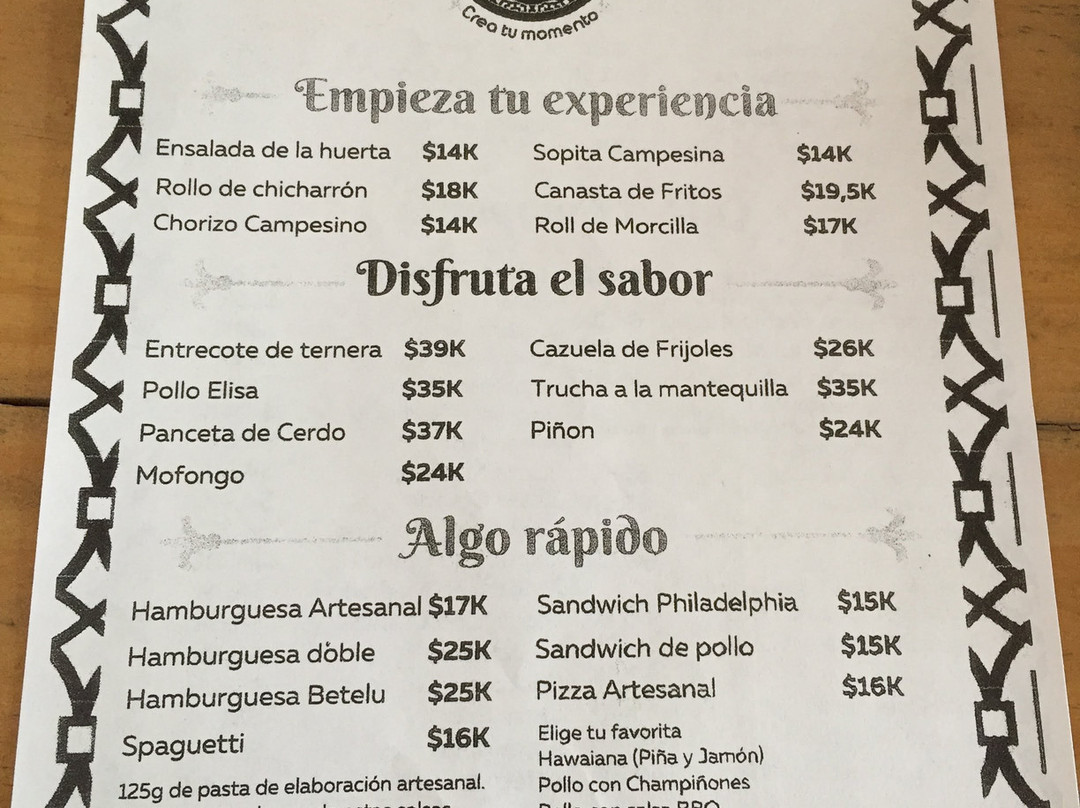 Crea tu momento
Empieza tu experiencia
Ensalada de la huerta $14K
Rollo de chicharrón $18K
Chorizo Campesino $14K
Sopita Campesina $14K
Canasta de Fritos $19,5K
Roll de Morcilla $17K
Disfruta el sabor
Entrecote de ternera $39K
Pollo Elisa $35K
Panceta de Cerdo $37K
Mofongo $24K
Cazuela de Frijoles $26K
Trucha a la mantequilla $35K
Piñon $24K
Algo rápido
Hamburguesa Artesanal $17K
Hamburguesa doble $25K
Hamburguesa Betelu $25K
Spaguetti $16K
125g de pasta de elaboración artesanal.
Sandwich Philadelphia $15K
Sandwich de pollo $15K
Pizza Artesanal $16K
Elige tu favorita
Hawaiana (Piña y Jamón)
Pollo con Champiñones